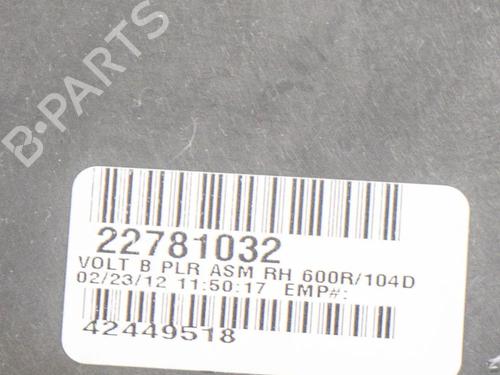 B-PARTS
22781032
VOLT B PLR ASM RH 600R/104D
02/23/12 11:50:17 EMP#:
42449518